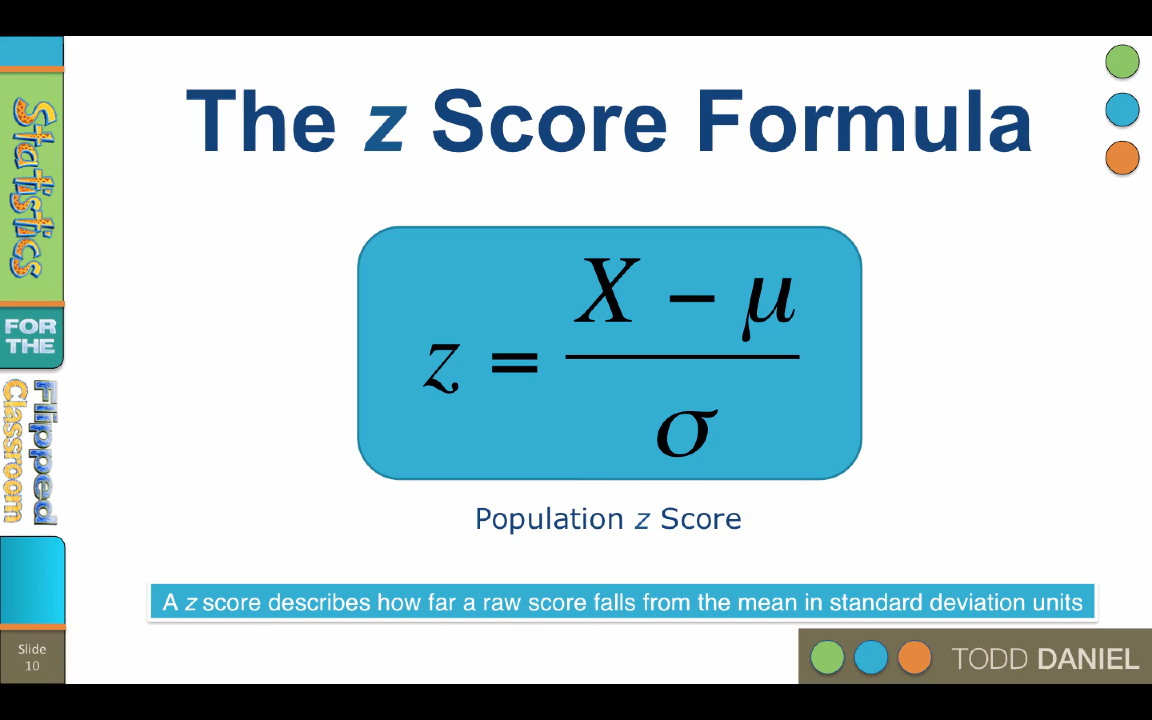 The z Score Formula
z = X − μ / σ
Population z Score
A z score describes how far a raw score falls from the mean in standard deviation units
Statistics
FOR
THE
Flipped
Classroom
Slide
10
TODD DANIEL